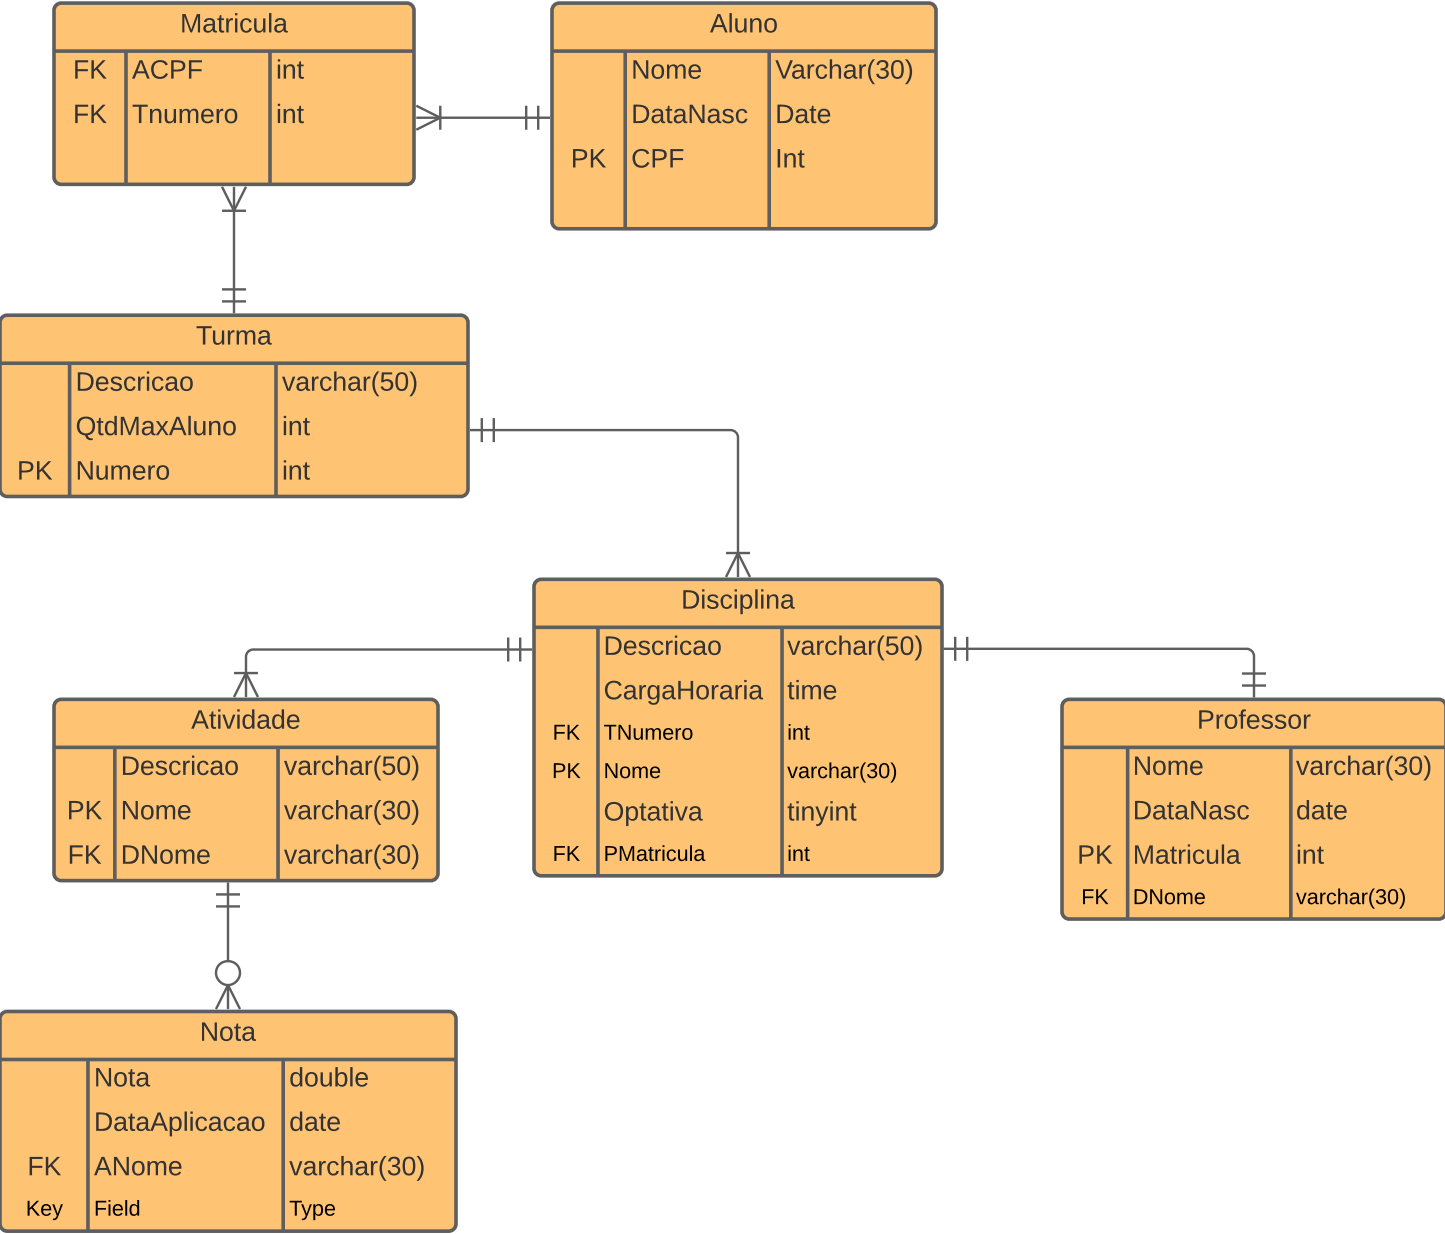 Matricula
FK ACPF int
FK Tnumero int
Aluno
Nome Varchar(30)
DataNasc Date
PK CPF Int
Turma
Descricao varchar(50)
QtdMaxAluno int
PK Numero int
Disciplina
Descricao varchar(50)
CargaHoraria time
FK TNumero int
PK Nome varchar(30)
Optativa tinyint
FK PMatricula int
Atividade
Descricao varchar(50)
PK Nome varchar(30)
FK DNome varchar(30)
Professor
Nome varchar(30)
DataNasc date
PK Matricula int
FK DNome varchar(30)
Nota
Nota double
DataAplicacao date
FK ANome varchar(30)
Key Field Type